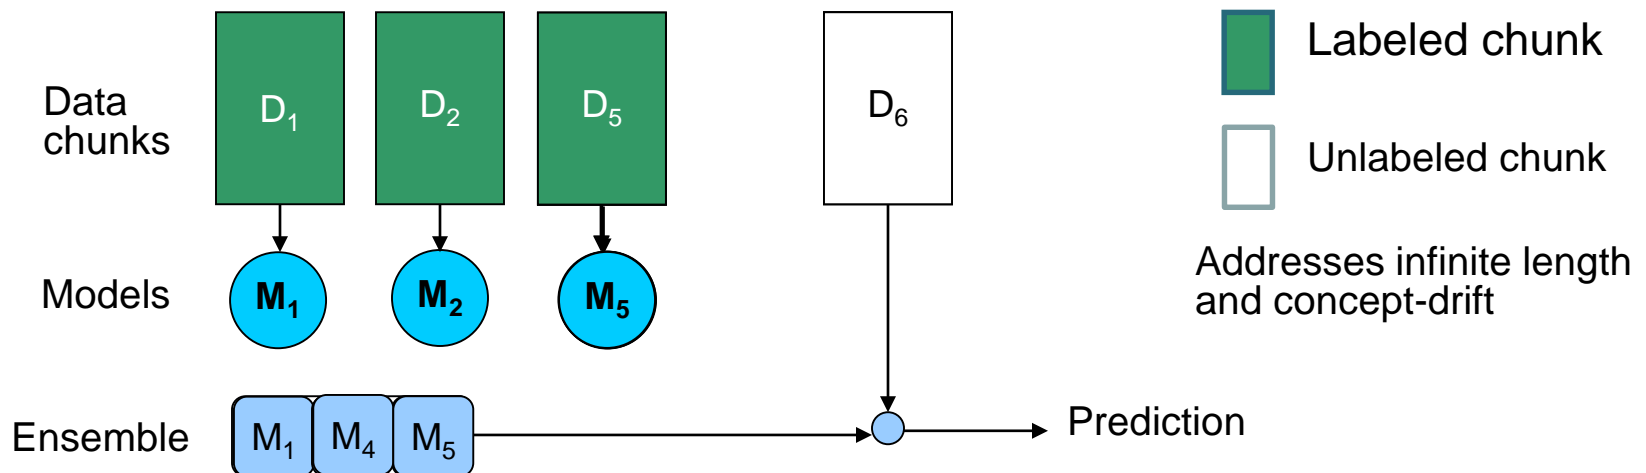 Data
chunks
D₁
D₂
D₅
D₆
Labeled chunk
Unlabeled chunk
Addresses infinite length
and concept-drift
Models
M₁
M₂
M₅
Ensemble
M₁
M₄
M₅
Prediction